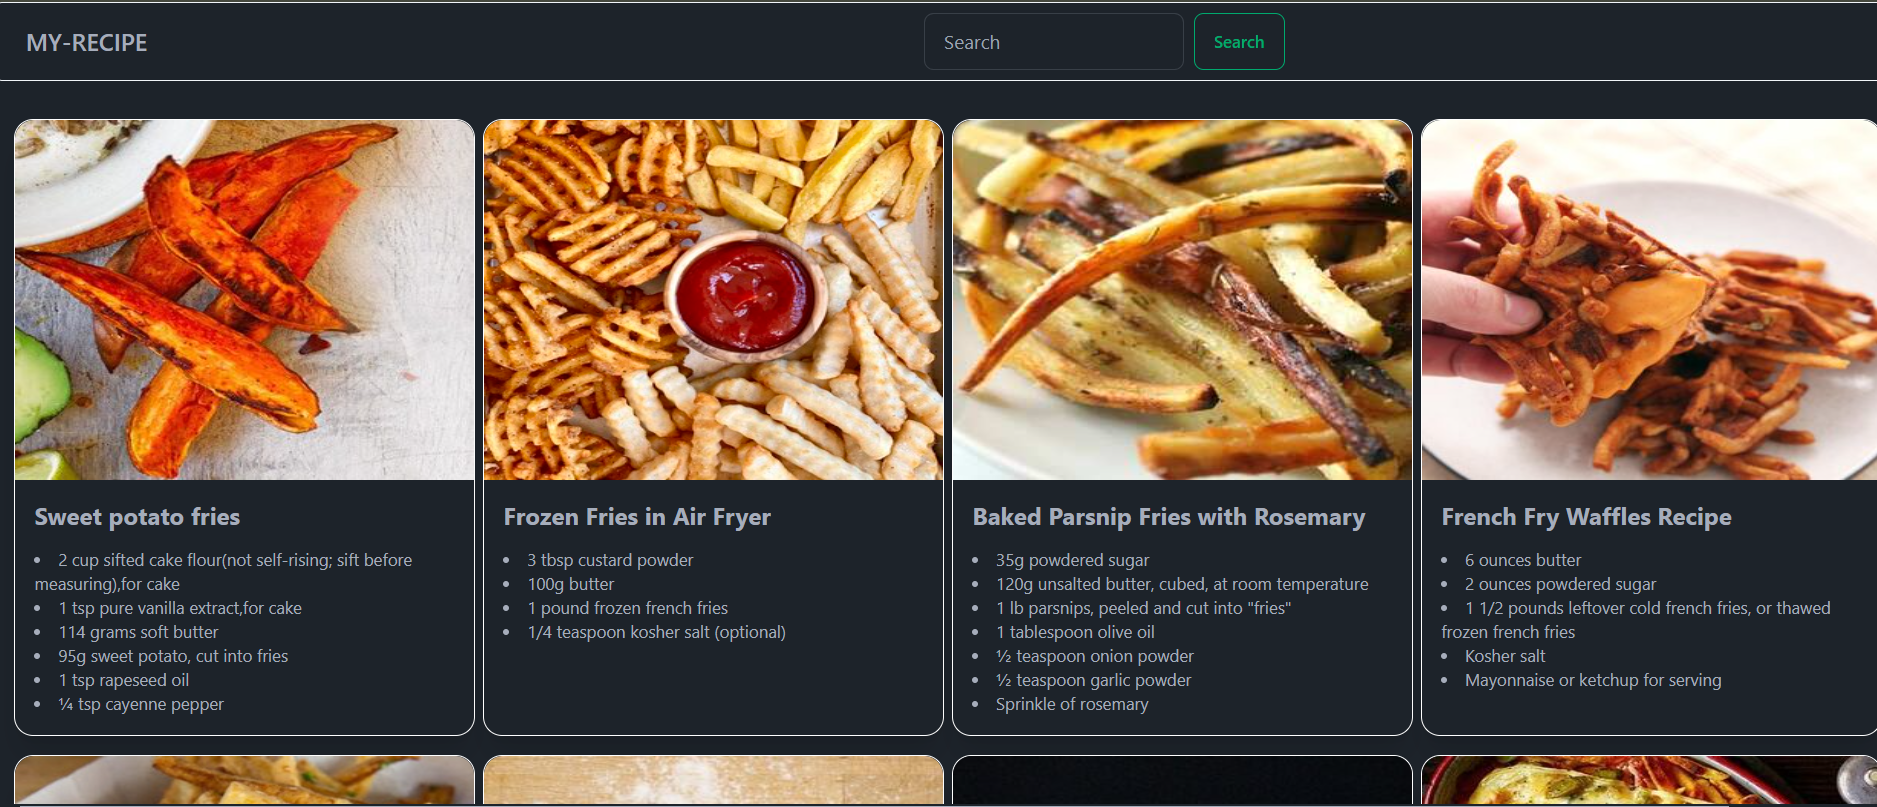 MY-RECIPE
Search
Search
Sweet potato fries
• 2 cup sifted cake flour(not self-rising; sift before
measuring),for cake
• 1 tsp pure vanilla extract,for cake
• 114 grams soft butter
• 95g sweet potato, cut into fries
• 1 tsp rapeseed oil
• ¼ tsp cayenne pepper
Frozen Fries in Air Fryer
• 3 tbsp custard powder
• 100g butter
• 1 pound frozen french fries
• 1/4 teaspoon kosher salt (optional)
Baked Parsnip Fries with Rosemary
• 35g powdered sugar
• 120g unsalted butter, cubed, at room temperature
• 1 lb parsnips, peeled and cut into "fries"
• 1 tablespoon olive oil
• ½ teaspoon onion powder
• ½ teaspoon garlic powder
• Sprinkle of rosemary
French Fry Waffles Recipe
• 6 ounces butter
• 2 ounces powdered sugar
• 1 1/2 pounds leftover cold french fries, or thawed
frozen french fries
• Kosher salt
• Mayonnaise or ketchup for serving